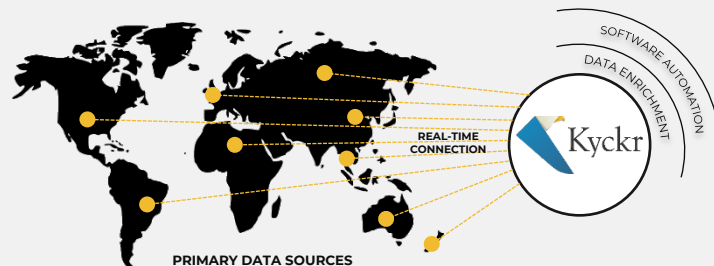 SOFTWARE AUTOMATION
DATA ENRICHMENT
REAL-TIME
CONNECTION
Kyckr
PRIMARY DATA SOURCES